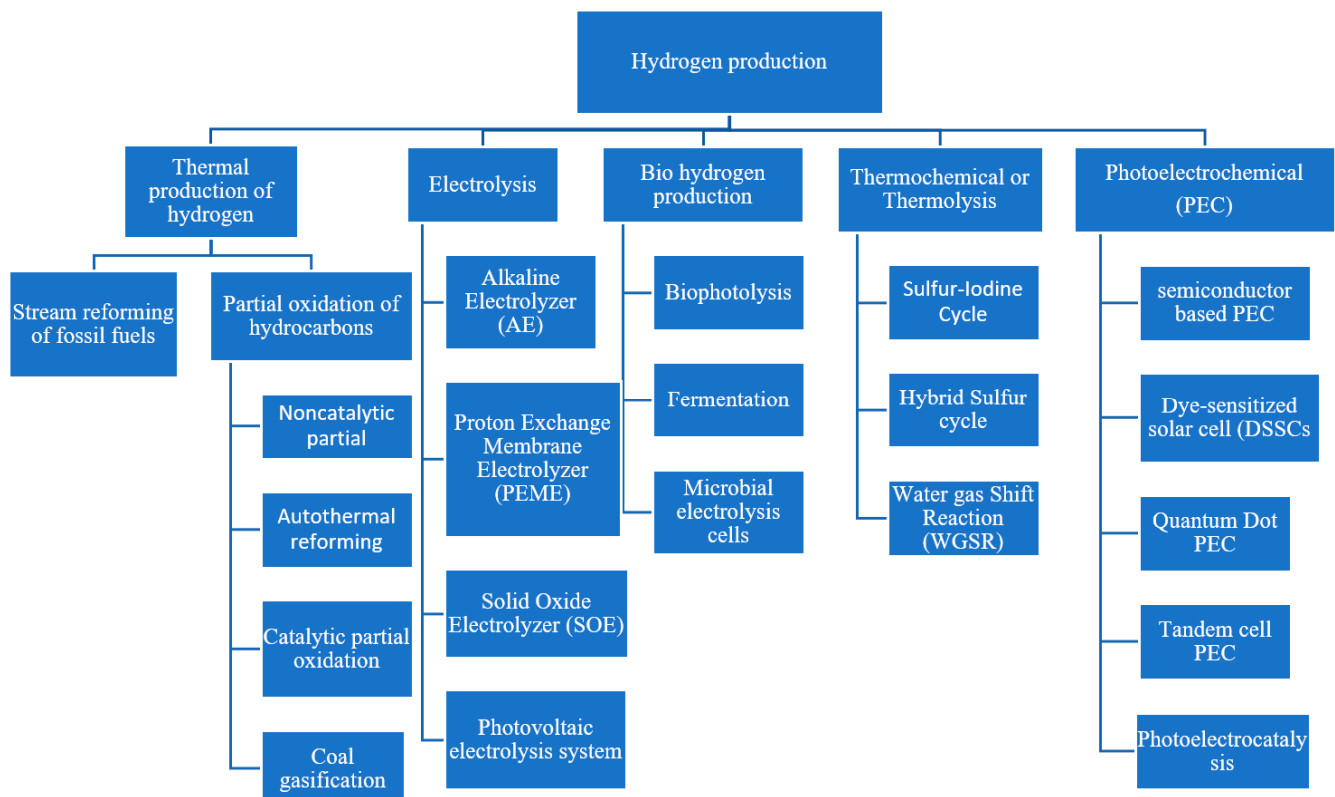 Hydrogen production
Thermal
production of
hydrogen
Electrolysis
Bio hydrogen
production
Thermochemical or
Thermolysis
Photoelectrochemical
(PEC)
Stream reforming
of fossil fuels
Partial oxidation of
hydrocarbons
Noncatalytic
partial
Autothermal
reforming
Catalytic partial
oxidation
Coal
gasification
Alkaline
Electrolyzer
(AE)
Proton Exchange
Membrane
Electrolyzer
(PEME)
Solid Oxide
Electrolyzer (SOE)
Photovoltaic
electrolysis system
Biophotolysis
Fermentation
Microbial
electrolysis
cells
Sulfur-Iodine
Cycle
Hybrid Sulfur
cycle
Water gas Shift
Reaction
(WGSR)
semiconductor
based PEC
Dye-sensitized
solar cell (DSSCs
Quantum Dot
PEC
Tandem cell
PEC
Photoelectrocataly
sis